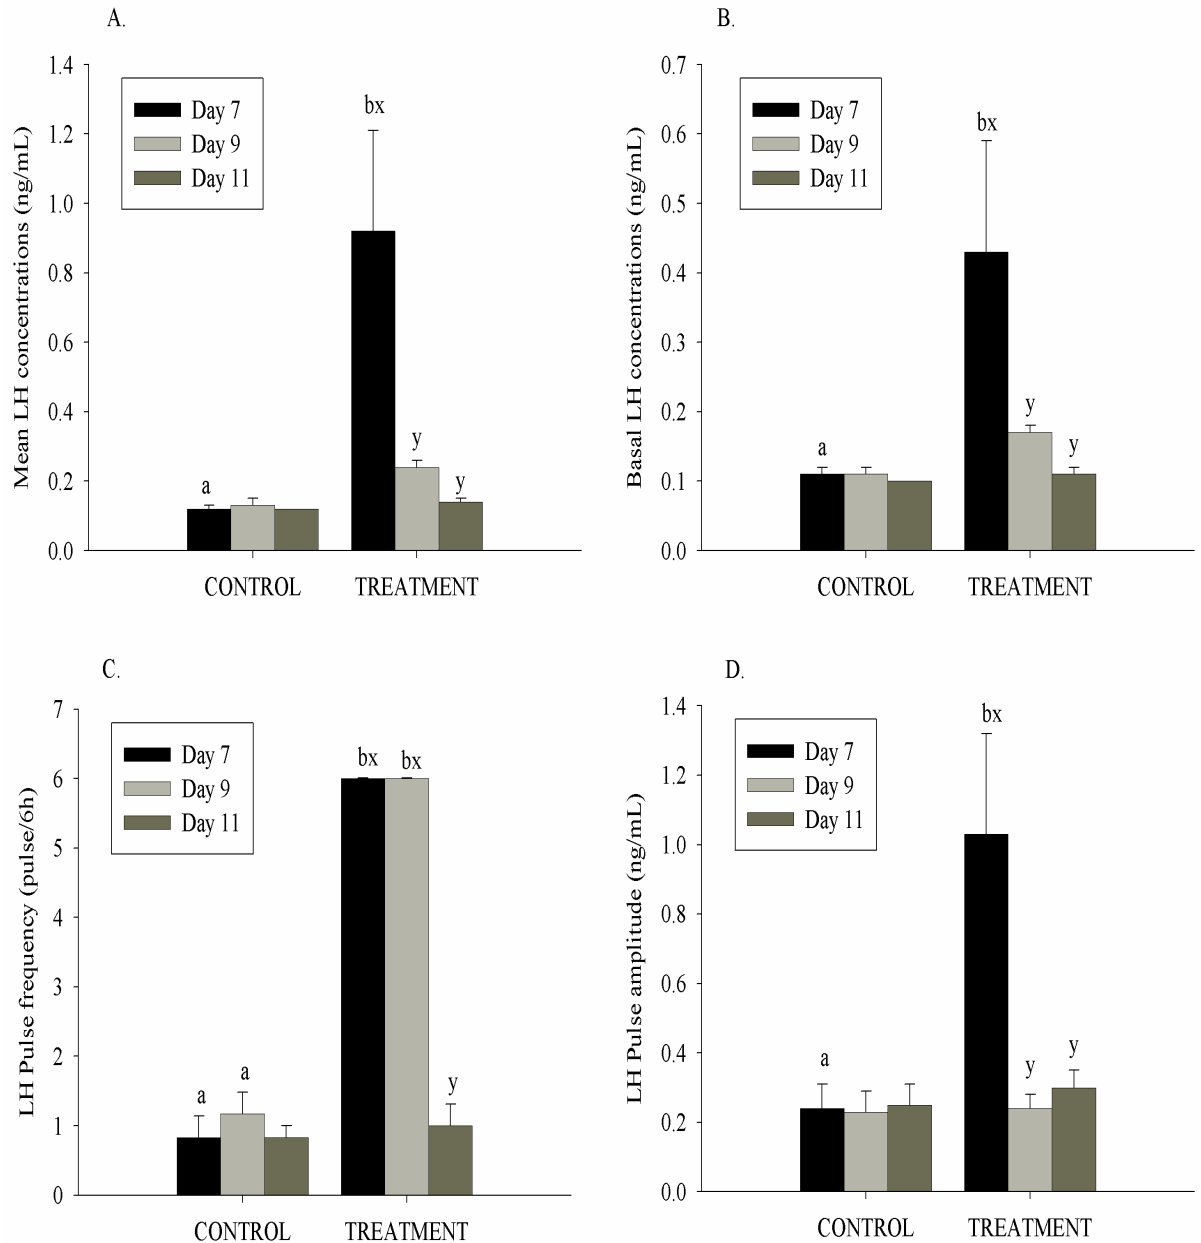 A.
Mean LH concentrations (ng/mL)
1.4
1.2
1.0
0.8
0.6
0.4
0.2
0.0
Day 7
Day 9
Day 11
a
bx
y
y
CONTROL
TREATMENT
B.
Basal LH concentrations (ng/mL)
0.7
0.6
0.5
0.4
0.3
0.2
0.1
0.0
Day 7
Day 9
Day 11
a
bx
y
y
CONTROL
TREATMENT
C.
LH Pulse frequency (pulse/6h)
7
6
5
4
3
2
1
0
Day 7
Day 9
Day 11
a
a
bx
bx
y
CONTROL
TREATMENT
D.
LH Pulse amplitude (ng/mL)
1.4
1.2
1.0
0.8
0.6
0.4
0.2
0.0
Day 7
Day 9
Day 11
a
bx
y
y
CONTROL
TREATMENT